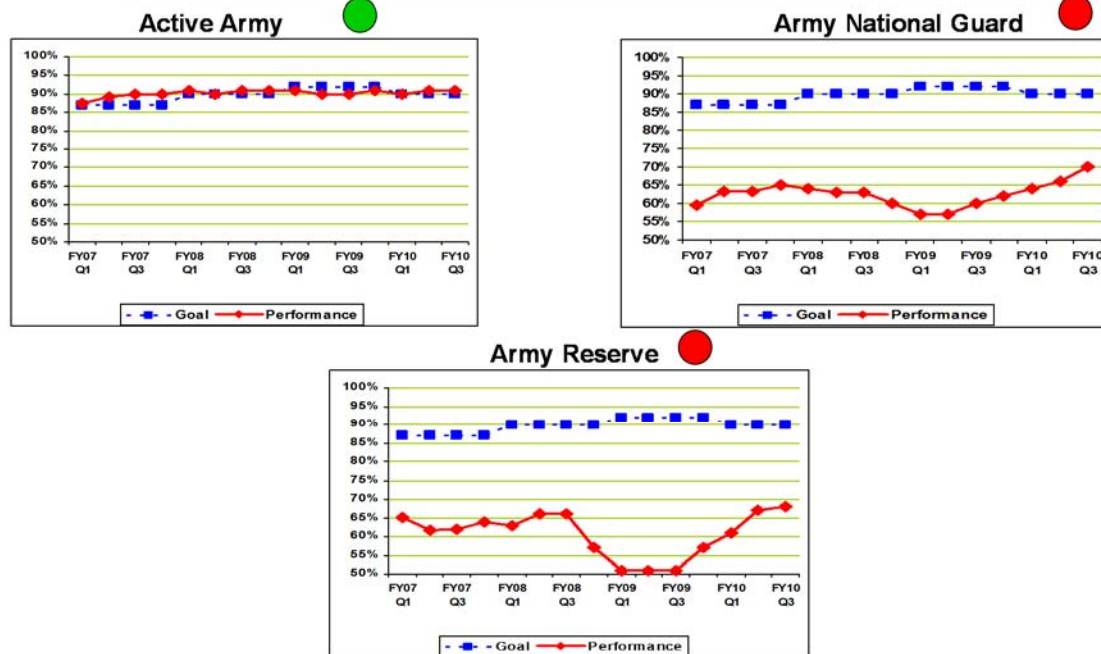 Active Army
100%
95%
90%
85%
80%
75%
70%
65%
60%
55%
50%
FY07 FY07 FY08 FY08 FY09 FY09 FY10 FY10
Q1 Q3 Q1 Q3 Q1 Q3 Q1 Q3
Goal Performance
Army National Guard
100%
95%
90%
85%
80%
75%
70%
65%
60%
55%
50%
FY07 FY07 FY08 FY08 FY09 FY09 FY10 FY10
Q1 Q3 Q1 Q3 Q1 Q3 Q1 Q3
Goal Performance
Army Reserve
100%
95%
90%
85%
80%
75%
70%
65%
60%
55%
50%
FY07 FY07 FY08 FY08 FY09 FY09 FY10 FY10
Q1 Q3 Q1 Q3 Q1 Q3 Q1 Q3
Goal Performance